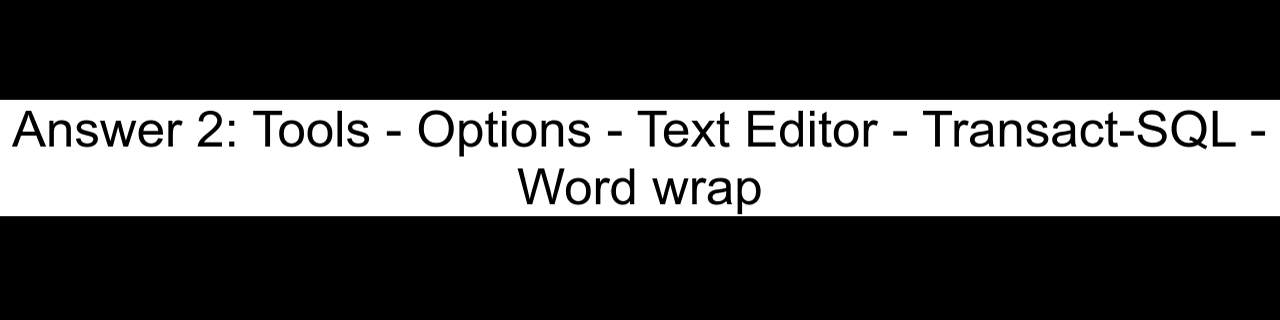 Answer 2: Tools - Options - Text Editor - Transact-SQL -
Word wrap